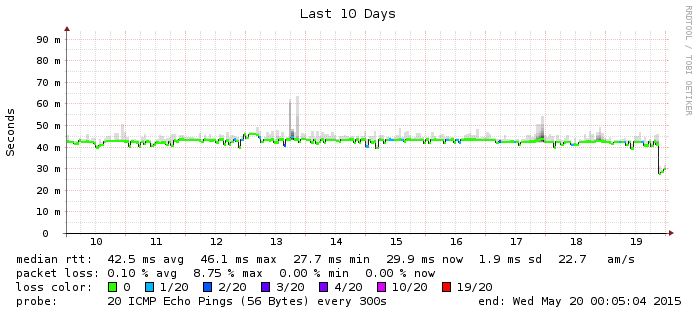 Last 10 Days
RRDTOOL / TOBI OETIKER
Seconds
90 m
80 m
70 m
60 m
50 m
40 m
30 m
20 m
10 m
0
10 11 12 13 14 15 16 17 18 19
median rtt: 42.5 ms avg 46.1 ms max 27.7 ms min 29.9 ms now 1.9 ms sd 22.7 am/s
packet loss: 0.10 % avg 8.75 % max 0.00 % min 0.00 % now
loss color: 0 1/20 2/20 3/20 4/20 10/20 19/20
probe: 20 ICMP Echo Pings (56 Bytes) every 300s end: Wed May 20 00:05:04 2015